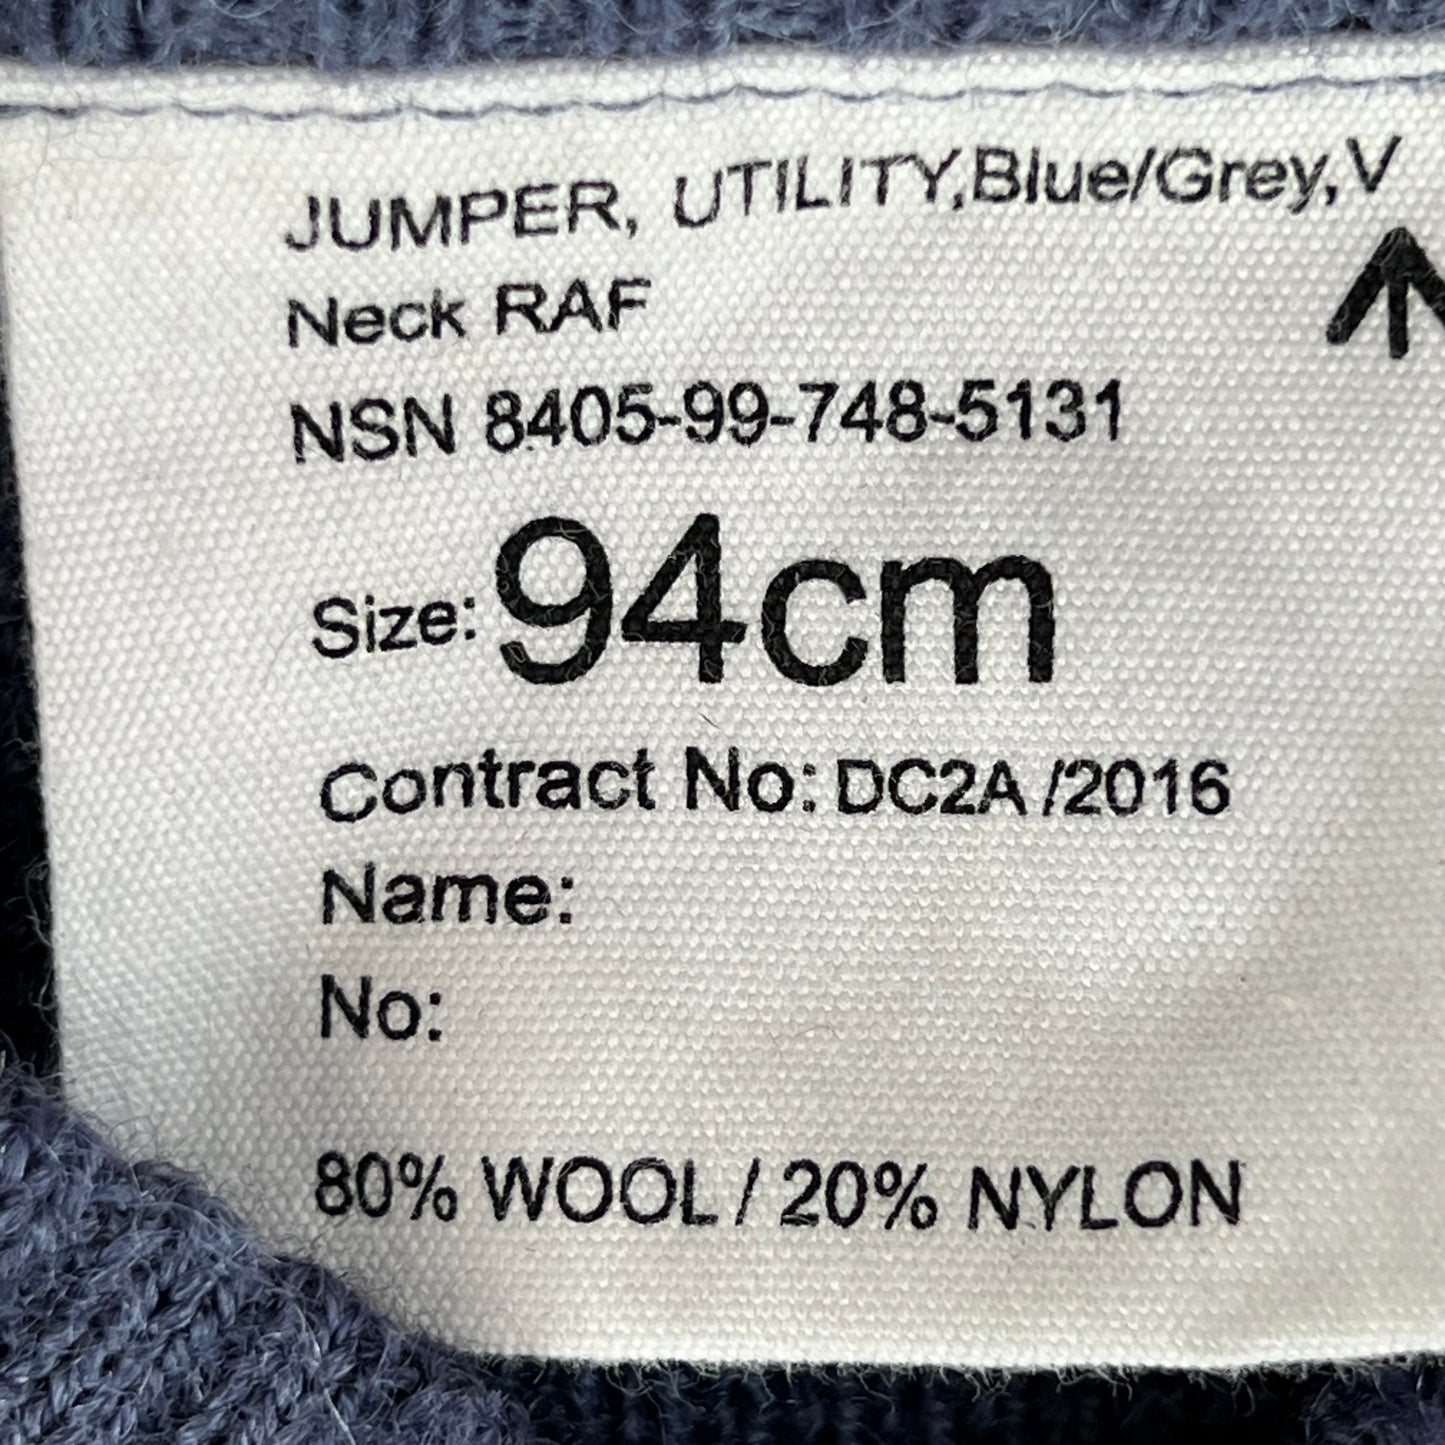 JUMPER, UTILITY,Blue/Grey,V
Neck RAF
NSN 8405-99-748-5131
Size: 94cm
Contract No: DC2A /2016
Name:
No:
80% WOOL / 20% NYLON